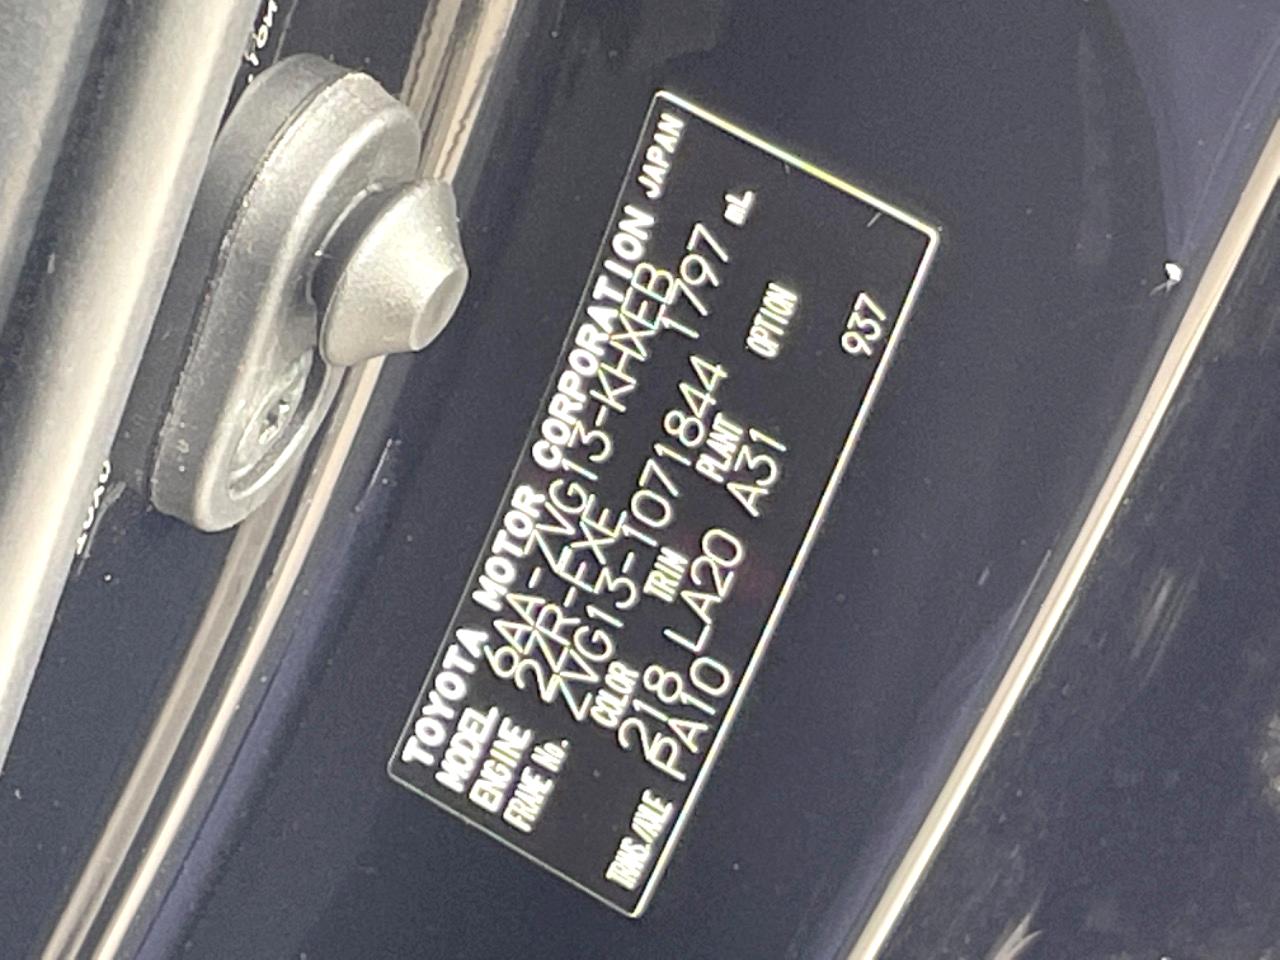 TOYOTA MOTOR CORPORATION JAPAN
MODEL 6AA-ZVG13-KHXEB
ENGINE 2ZR-FXE 1797 mL
FRAME No. ZVG13-1071844
COLOR TRIM PLANT OPTION
218 LA20 A31
TRANS./AXLE PA10 937